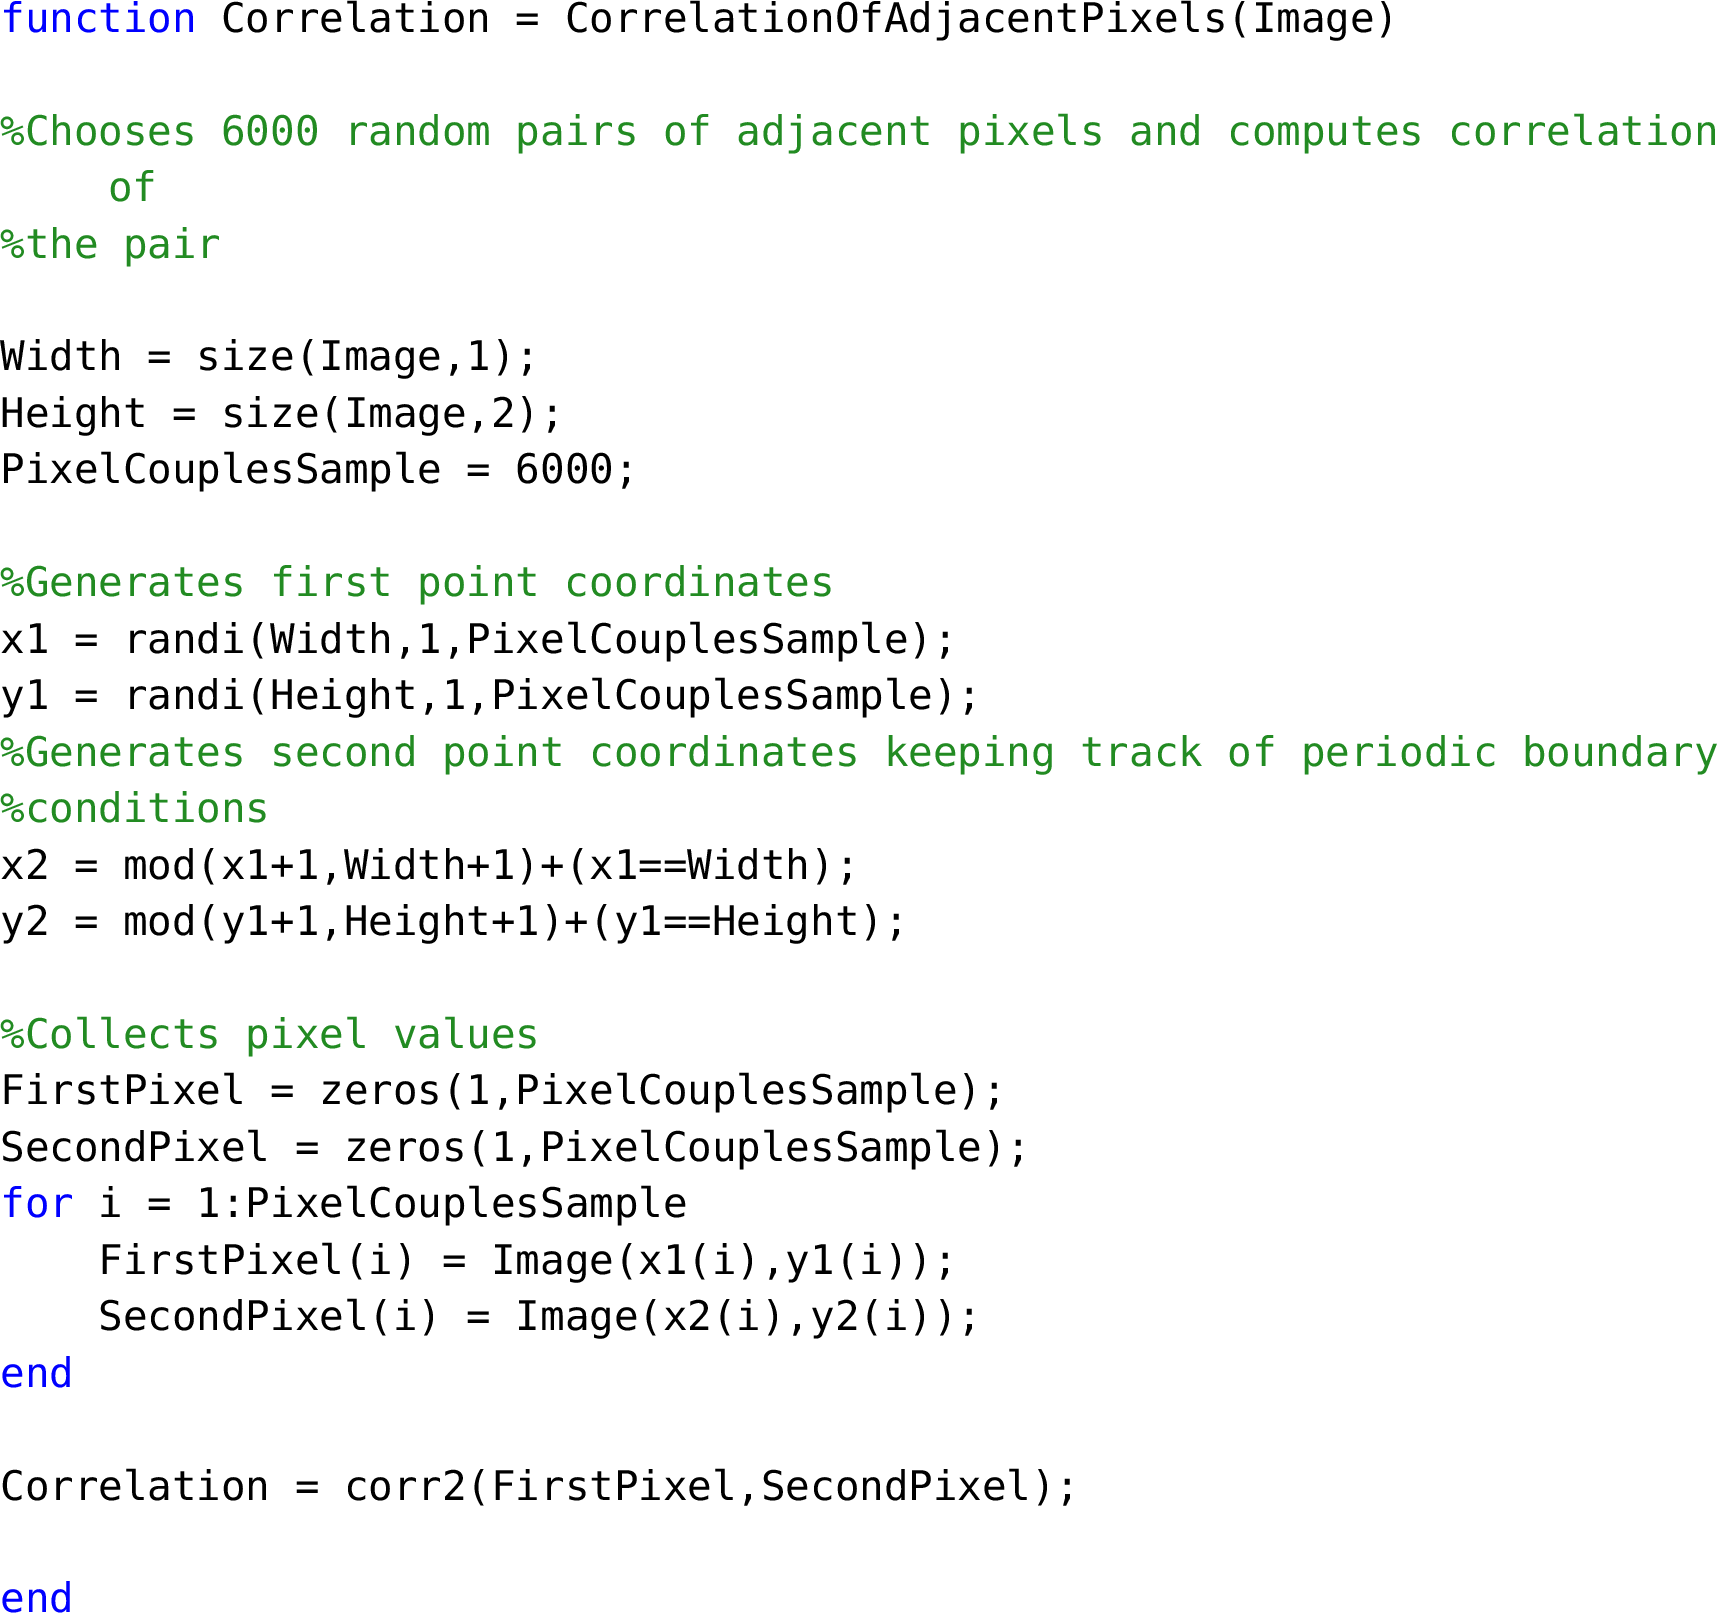 function Correlation = CorrelationOfAdjacentPixels(Image)
%Chooses 6000 random pairs of adjacent pixels and computes correlation
of
%the pair
Width = size(Image,1);
Height = size(Image,2);
PixelCouplesSample = 6000;
%Generates first point coordinates
x1 = randi(Width,1,PixelCouplesSample);
y1 = randi(Height,1,PixelCouplesSample);
%Generates second point coordinates keeping track of periodic boundary
%conditions
x2 = mod(x1+1,Width+1)+(x1==Width);
y2 = mod(y1+1,Height+1)+(y1==Height);
%Collects pixel values
FirstPixel = zeros(1,PixelCouplesSample);
SecondPixel = zeros(1,PixelCouplesSample);
for i = 1:PixelCouplesSample
    FirstPixel(i) = Image(x1(i),y1(i));
    SecondPixel(i) = Image(x2(i),y2(i));
end
Correlation = corr2(FirstPixel,SecondPixel);
end